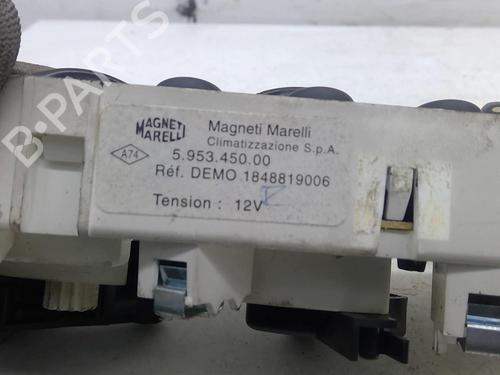 MAGNETI
MARELLI
Magneti Marelli
Climatizzazione S.p.A.
A74
5.953.450.00
Réf. DEMO 1848819006
Tension : 12V
B-PARTS